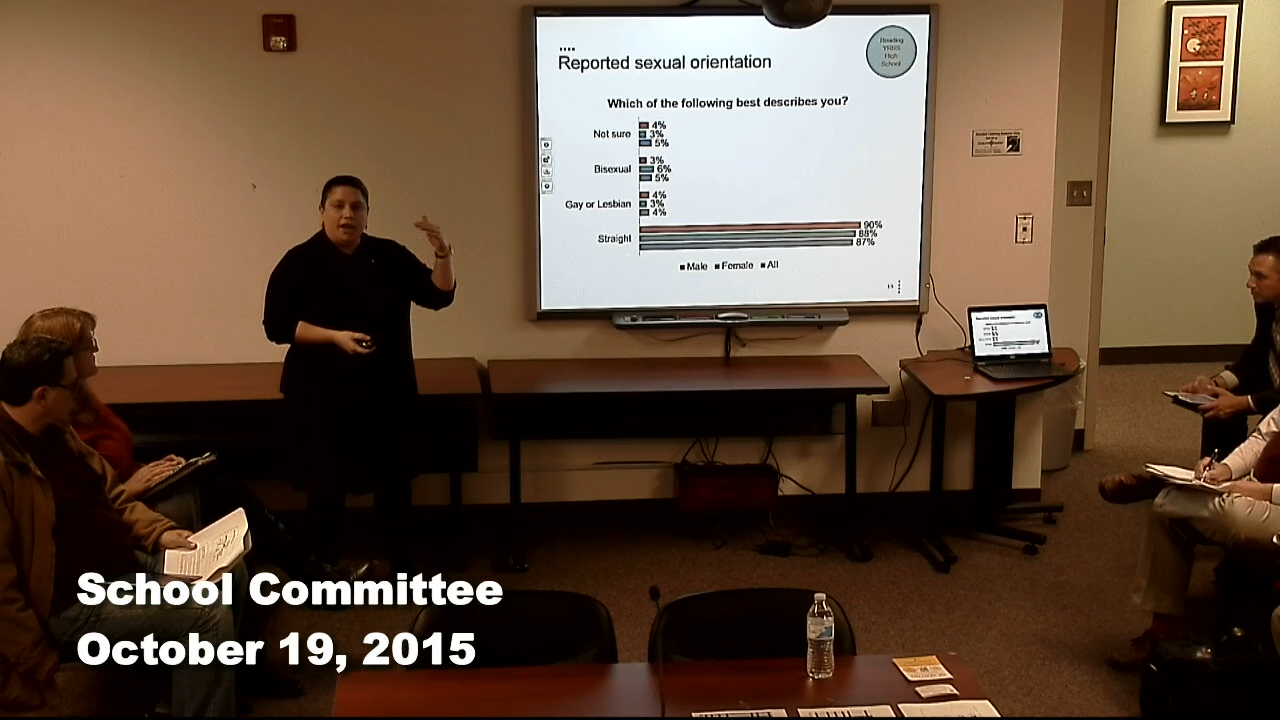 Reported sexual orientation
Reading
YRBS
High
School
Which of the following best describes you?
Not sure
4%
3%
5%
Bisexual
3%
6%
5%
Gay or Lesbian
4%
3%
4%
Straight
90%
88%
87%
Male Female All
School Committee
October 19, 2015